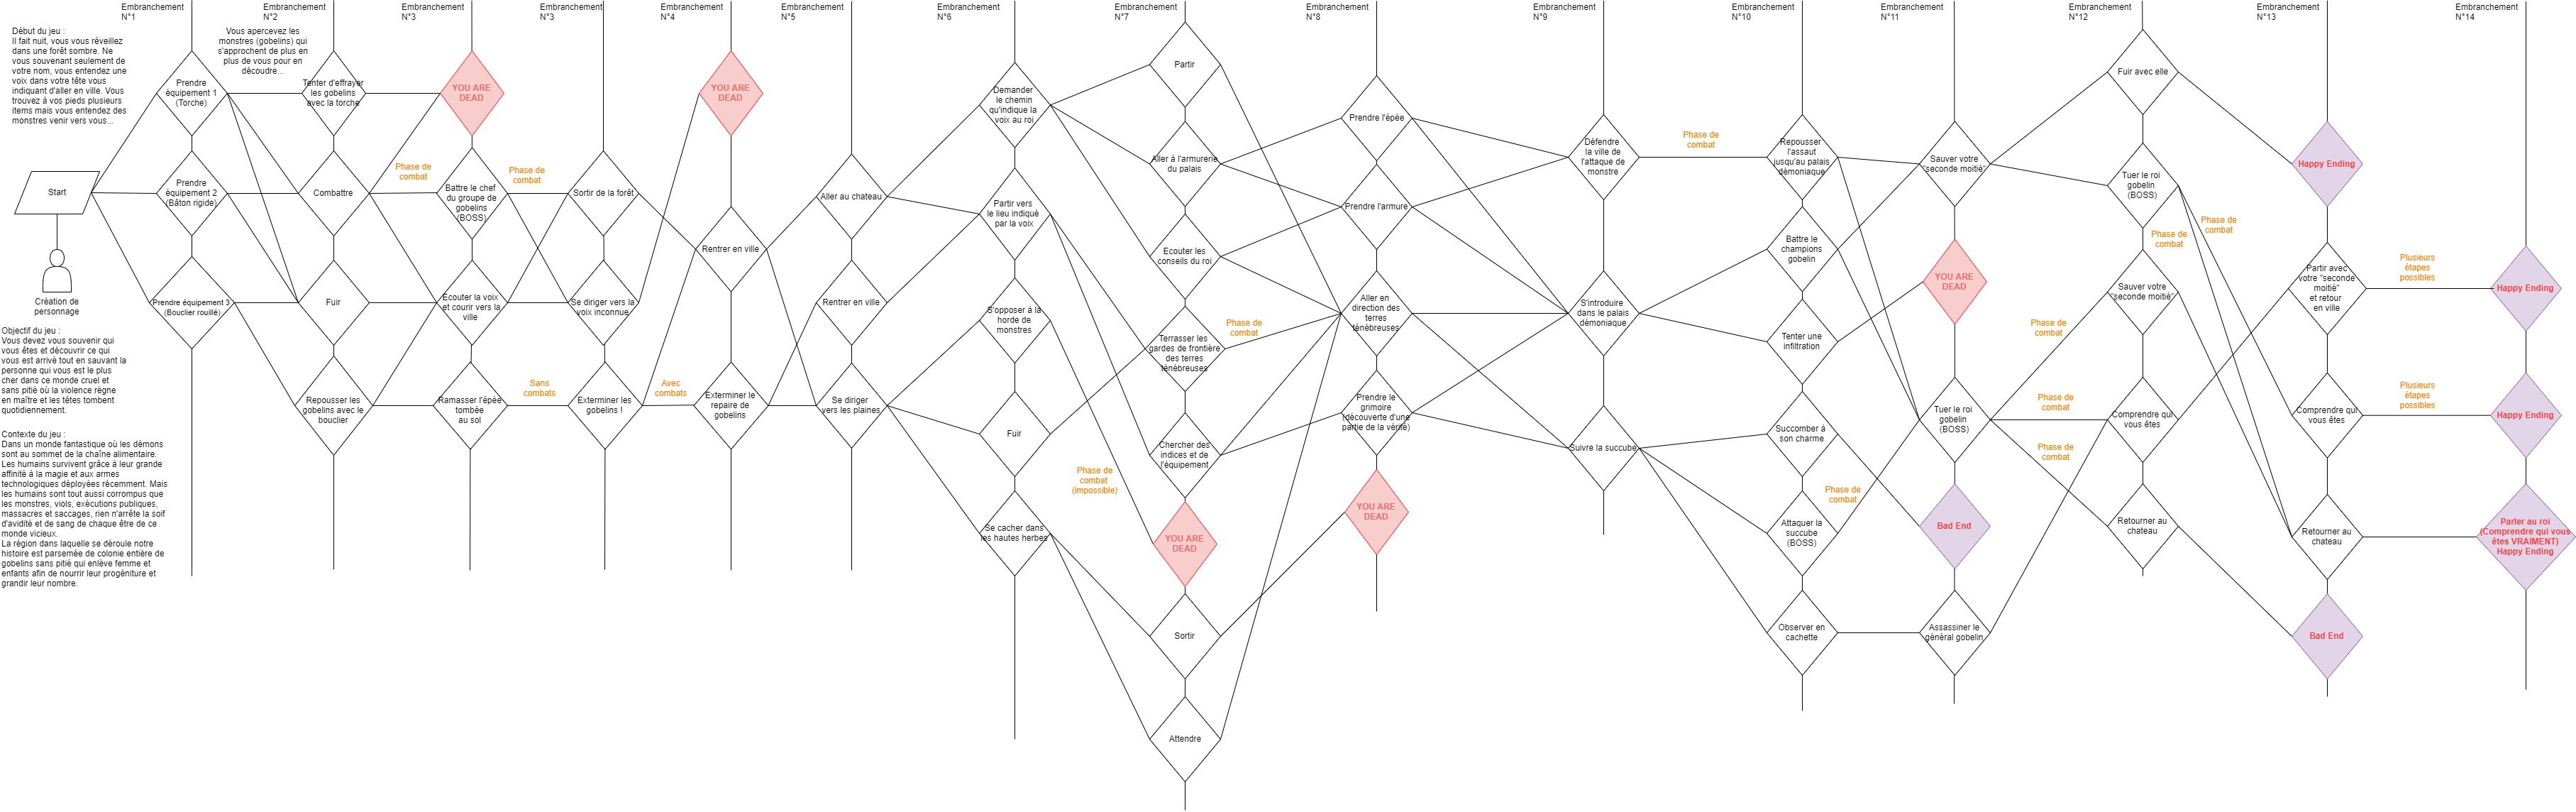 Embranchement
N°1
Embranchement
N°2
Embranchement
N°3
Embranchement
N°3
Embranchement
N°4
Embranchement
N°5
Embranchement
N°6
Embranchement
N°7
Embranchement
N°8
Embranchement
N°9
Embranchement
N°10
Embranchement
N°11
Embranchement
N°12
Embranchement
N°13
Embranchement
N°14
Début du jeu :
Il fait nuit, vous vous réveillez
dans une forêt sombre. Ne
vous souvenant seulement de
votre nom, vous entendez une
voix dans votre tête vous
indiquant d'aller en ville. Vous
trouvez à vos pieds plusieurs
items mais vous entendez des
monstres venir vers vous...
Start
Création de
personnage
Objectif du jeu :
Vous devez vous souvenir qui
vous êtes et découvrir ce qui
vous est arrivé tout en sauvant la
personne qui vous est le plus
cher dans ce monde cruel et
sans pitié où la violence règne
en maître et les têtes tombent
quotidiennement.
Contexte du jeu :
Dans un monde fantastique où les démons
sont au sommet de la chaîne alimentaire.
Les humains survivent grâce à leur grande
affinité à la magie et aux armes
technologiques déployées récemment. Mais
les humains sont tout aussi corrompus que
les monstres, viols, exécutions publiques,
massacres et saccages, rien n'arrête la soif
d'avidité et de sang de chaque être de ce
monde vicieux.
La région dans laquelle se déroule notre
histoire est parsemée de colonie entière de
gobelins sans pitié qui enlève femme et
enfants afin de nourrir leur progéniture et
grandir leur nombre.
Prendre
équipement 1
(Torche)
Prendre
équipement 2
(Bâton rigide)
Prendre équipement 3
(Bouclier rouillé)
Vous apercevez les
monstres (gobelins) qui
s'approchent de plus en
plus de vous pour en
découdre...
Tenter d'effrayer
les gobelins
avec la torche
Combattre
Fuir
Repousser les
gobelins avec le
bouclier
Phase de
combat
YOU ARE
DEAD
Battre le chef
du groupe de
gobelins
(BOSS)
Ecouter la voix
et courir vers la
ville
Ramasser l'épée
tombée
au sol
Phase de
combat
Sans
combats
Sortir de la forêt
Se diriger vers la
voix inconnue
Exterminer les
gobelins !
Avec
combats
YOU ARE
DEAD
Rentrer en ville
Exterminer le
repaire de
gobelins
Aller au chateau
Rentrer en ville
Se diriger
vers les plaines
Demander
le chemin
qu'indique la
voix au roi
Partir vers
le lieu indiqué
par la voix
S'opposer à la
horde de
monstres
Fuir
Se cacher dans
les hautes herbes
Phase de
combat
(impossible)
Partir
Aller à l'armurerie
du palais
Ecouter les
conseils du roi
Terrasser les
gardes de frontière
des terres
ténébreuses
Chercher des
indices et de
l'équipement
YOU ARE
DEAD
Sortir
Attendre
Phase de
combat
Prendre l'épée
Prendre l'armure
Aller en
direction des
terres
ténébreuses
Prendre le
grimoire
(découverte d'une
partie de la vérité)
YOU ARE
DEAD
Défendre
la ville de
l'attaque de
monstre
S'introduire
dans le palais
démoniaque
Suivre la succube
Phase de
combat
Repousser
l'assaut
jusqu'au palais
démoniaque
Battre le
champions
gobelin
Tenter une
infiltration
Succomber à
son charme
Attaquer la
succube
(BOSS)
Observer en
cachette
Phase de
combat
Sauver votre
"seconde moitié"
YOU ARE
DEAD
Tuer le roi
gobelin
(BOSS)
Bad End
Assassiner le
général gobelin
Phase de
combat
Phase de
combat
Phase de
combat
Fuir avec elle
Tuer le roi
gobelin
(BOSS)
Sauver votre
"seconde moitié"
Comprendre qui
vous êtes
Retourner au
chateau
Phase de
combat
Phase de
combat
Happy Ending
Partir avec
votre "seconde
moitié"
et retour
en ville
Comprendre qui
vous êtes
Retourner au
chateau
Bad End
Plusieurs
étapes
possibles
Plusieurs
étapes
possibles
Happy Ending
Happy Ending
Parler au roi
(Comprendre qui vous
êtes VRAIMENT)
Happy Ending